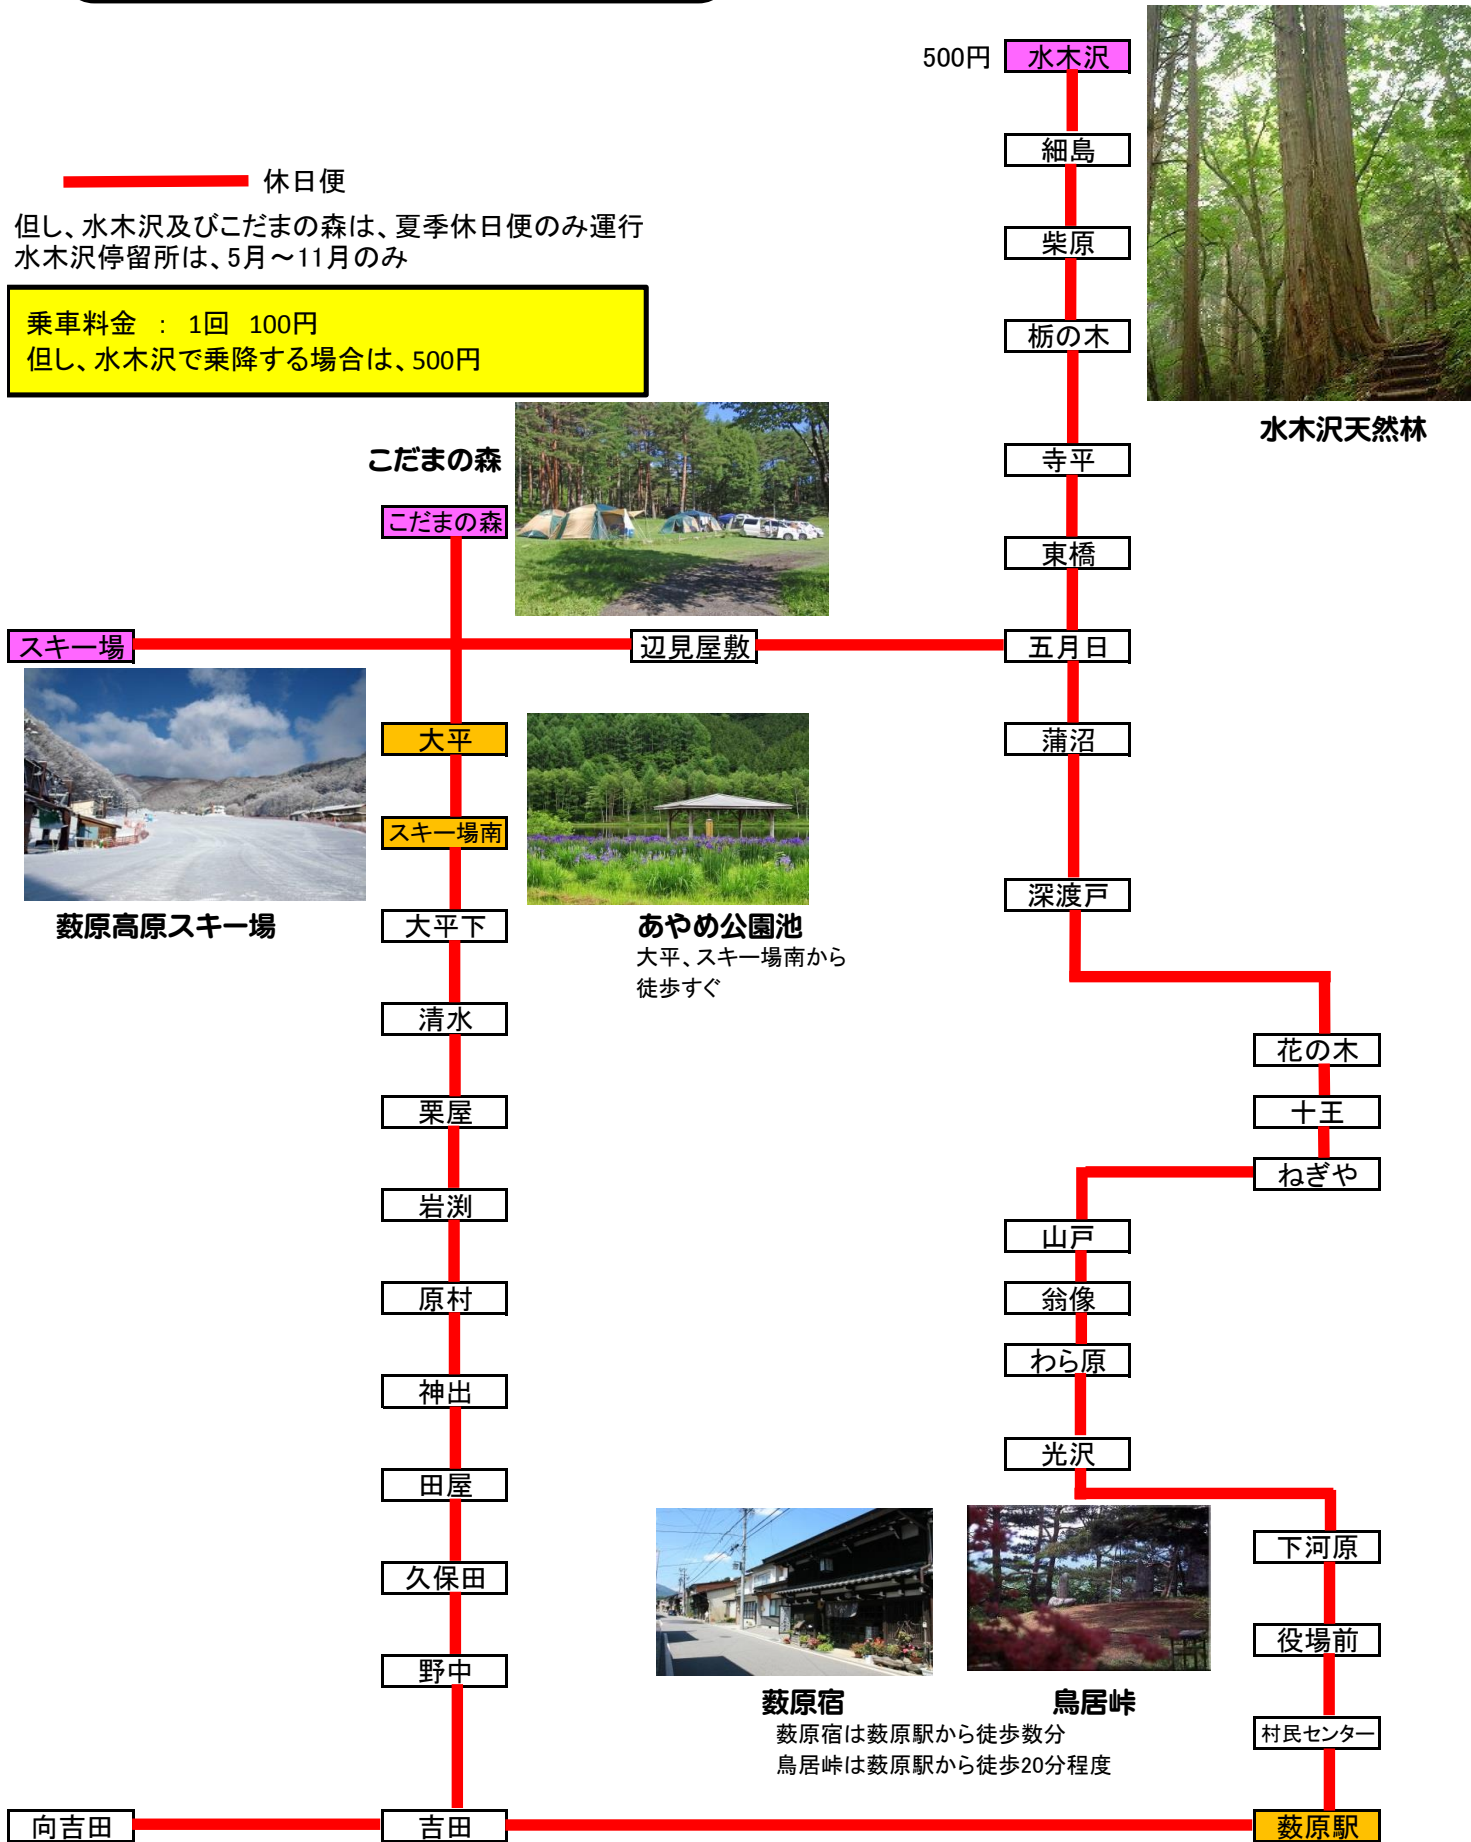 500円
水木沢
細島
休日便
但し、水木沢及びこだまの森は、夏季休日便のみ運行
水木沢停留所は、5月～11月のみ
柴原
乗車料金 ： 1回 100円
但し、水木沢で乗降する場合は、500円
栃の木
水木沢天然林
こだまの森
寺平
こだまの森
東橋
スキー場
辺見屋敷
五月日
大平
蒲沼
スキー場南
深渡戸
藪原高原スキー場
大平下
あやめ公園池
大平、スキー場南から
徒歩すぐ
清水
花の木
栗屋
十王
ねぎや
岩渕
山戸
原村
翁像
わら原
神出
光沢
田屋
下河原
久保田
役場前
野中
藪原宿
鳥居峠
藪原宿は藪原駅から徒歩数分
鳥居峠は藪原駅から徒歩20分程度
村民センター
向吉田
吉田
藪原駅